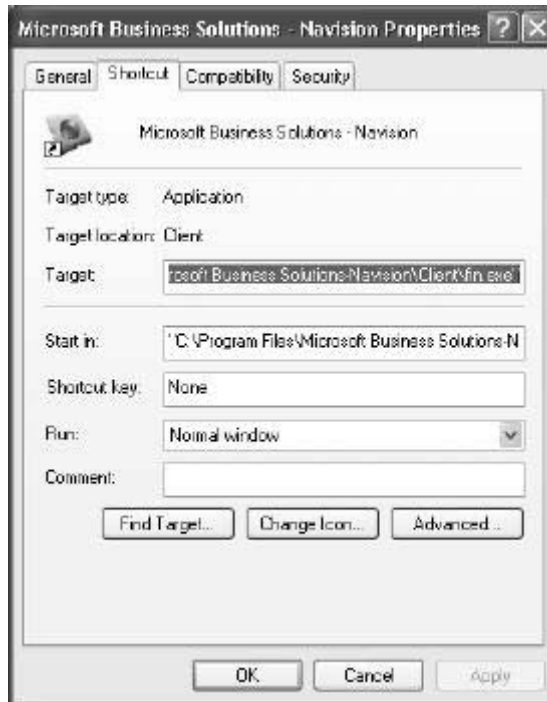 Microsoft Business Solutions - Navision Properties
General Shortcut Compatibility Security
Microsoft Business Solutions - Navision
Target type: Application
Target location: Client
Target: rosoft Business Solutions-Navision\Client\fin.exe"
Start in: "C:\Program Files\Microsoft Business Solutions-N
Shortcut key: None
Run: Normal window
Comment:
Find Target... Change Icon... Advanced...
OK Cancel Apply